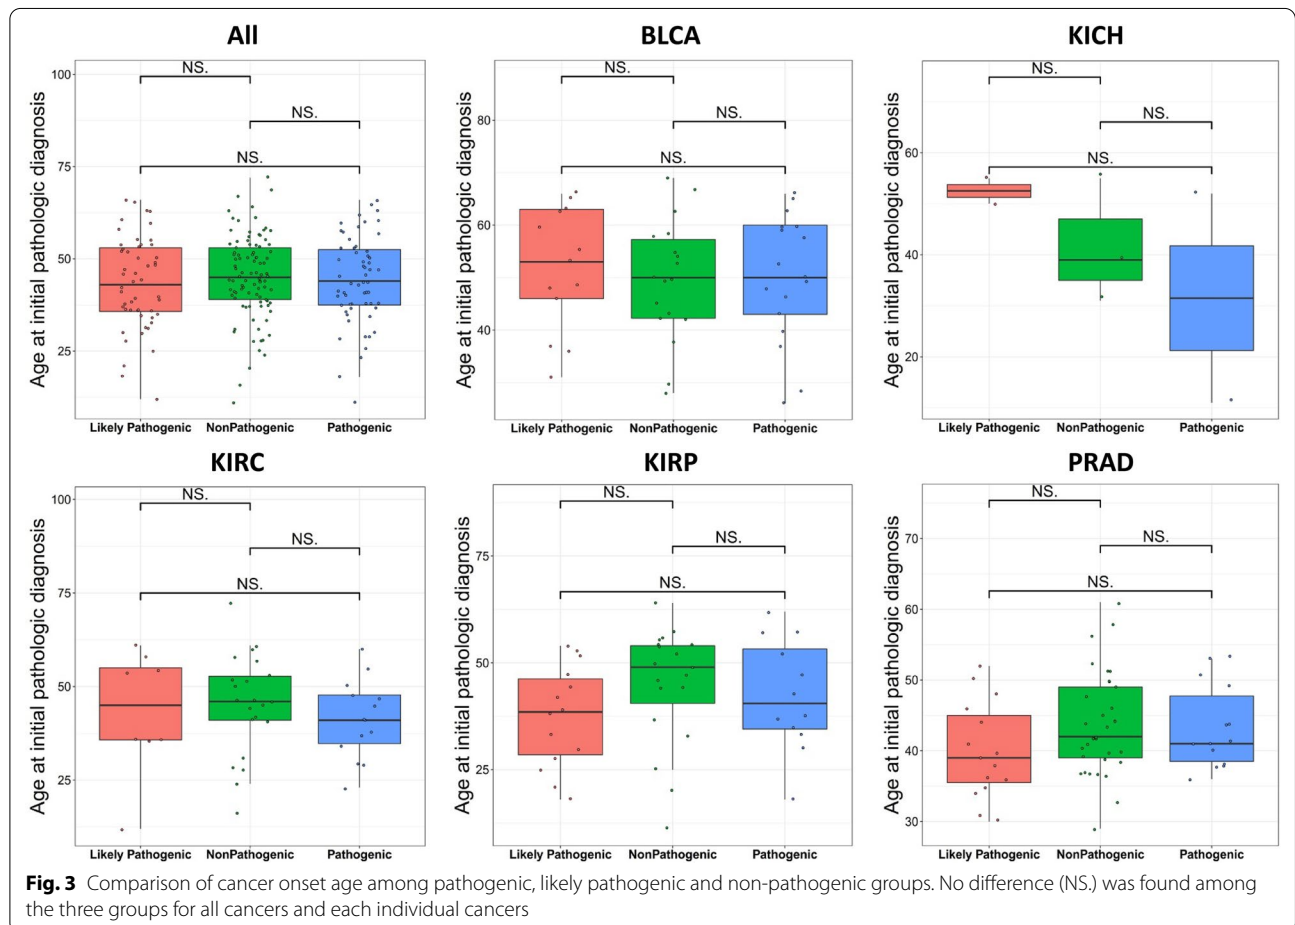 All
BLCA
KICH
Age at initial pathologic diagnosis
100
75
50
25
NS.
NS.
NS.
Likely Pathogenic NonPathogenic Pathogenic
Age at initial pathologic diagnosis
80
60
40
NS.
NS.
NS.
Likely Pathogenic NonPathogenic Pathogenic
Age at initial pathologic diagnosis
60
40
20
NS.
NS.
NS.
Likely Pathogenic NonPathogenic Pathogenic
KIRC
KIRP
PRAD
Age at initial pathologic diagnosis
100
75
50
25
NS.
NS.
NS.
Likely Pathogenic NonPathogenic Pathogenic
Age at initial pathologic diagnosis
75
50
25
NS.
NS.
NS.
Likely Pathogenic NonPathogenic Pathogenic
Age at initial pathologic diagnosis
70
60
50
40
30
NS.
NS.
NS.
Likely Pathogenic NonPathogenic Pathogenic
Fig. 3 Comparison of cancer onset age among pathogenic, likely pathogenic and non-pathogenic groups. No difference (NS.) was found among
the three groups for all cancers and each individual cancers